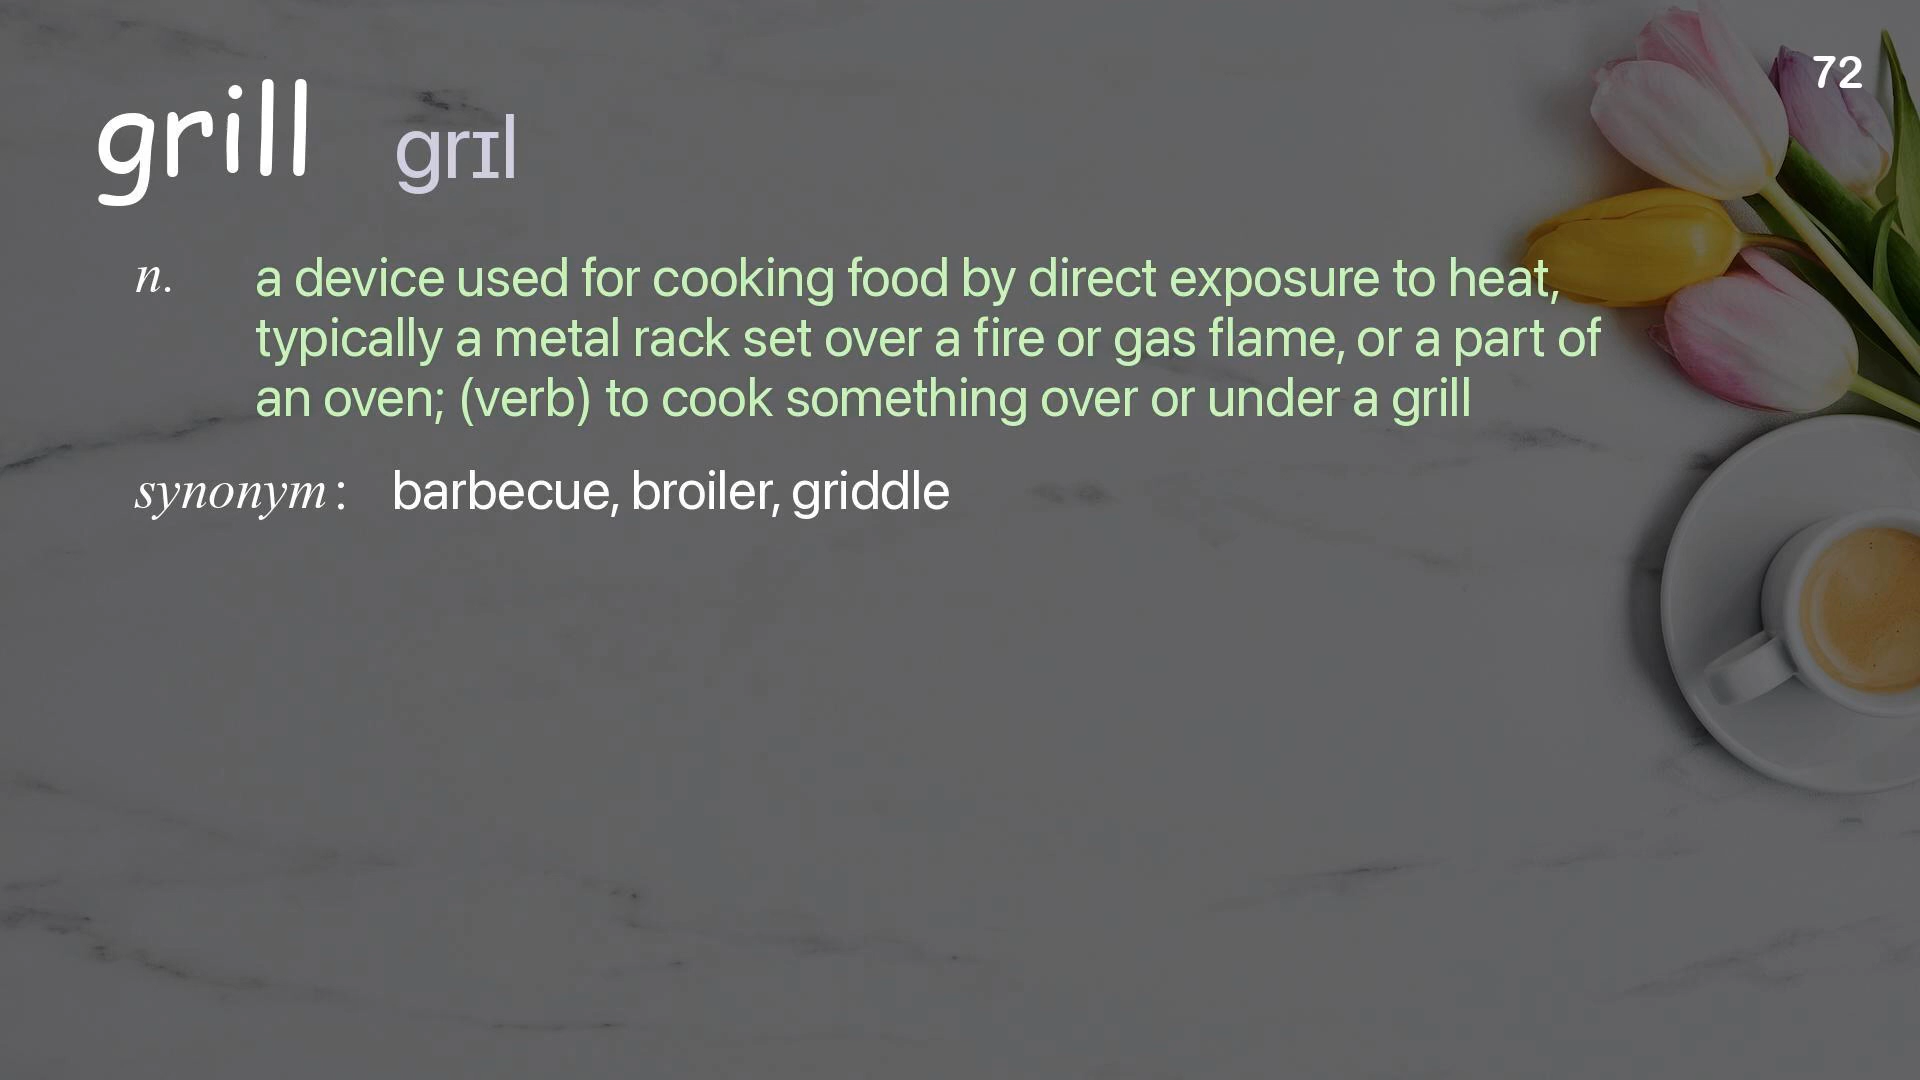 72
grill grɪl
n. a device used for cooking food by direct exposure to heat,
typically a metal rack set over a fire or gas flame, or a part of
an oven; (verb) to cook something over or under a grill
synonym: barbecue, broiler, griddle